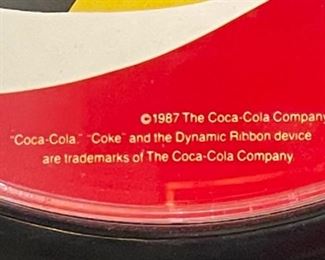 ©1987 The Coca-Cola Company
"Coca-Cola," "Coke" and the Dynamic Ribbon device
are trademarks of The Coca-Cola Company